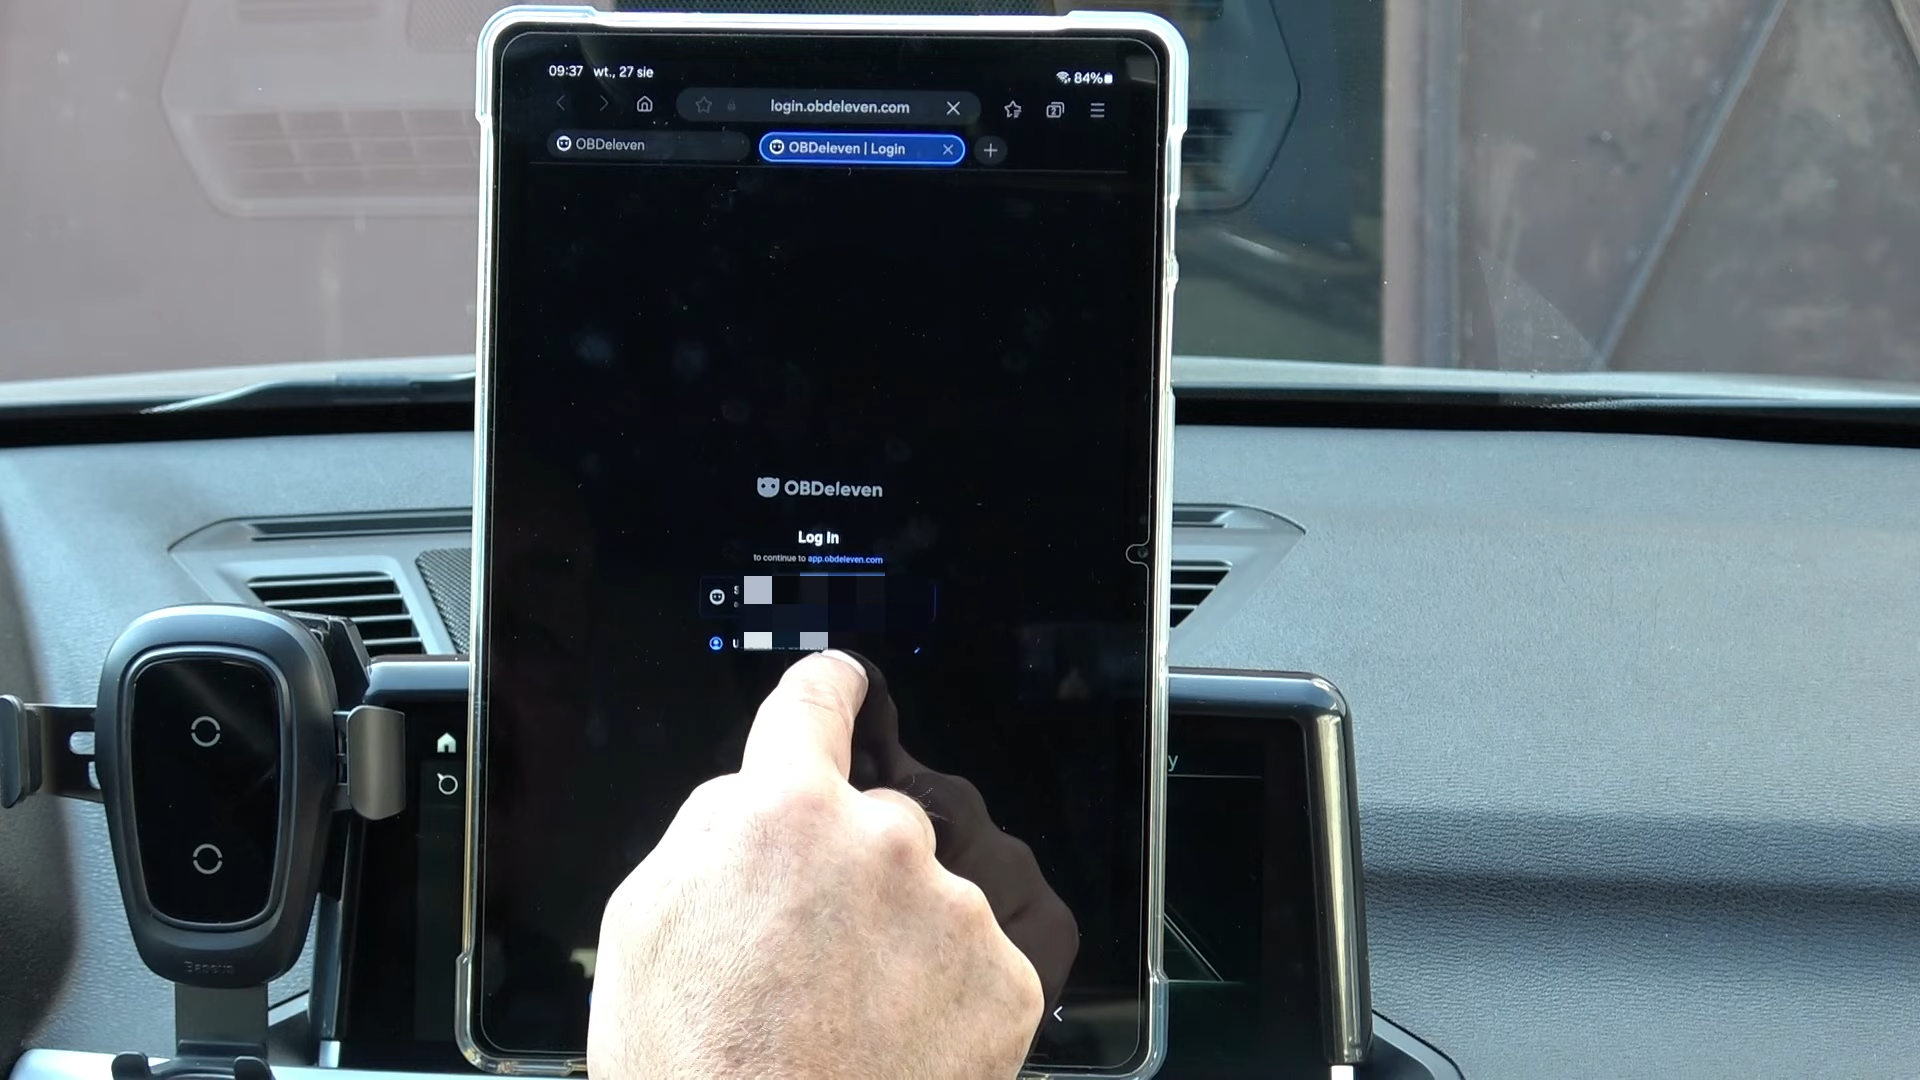 09:37 wt., 27 sie
84%
login.obdeleven.com
OBDeleven
OBDeleven | Login
OBDeleven
Log In
to continue to app.obdeleven.com
y
Baseus